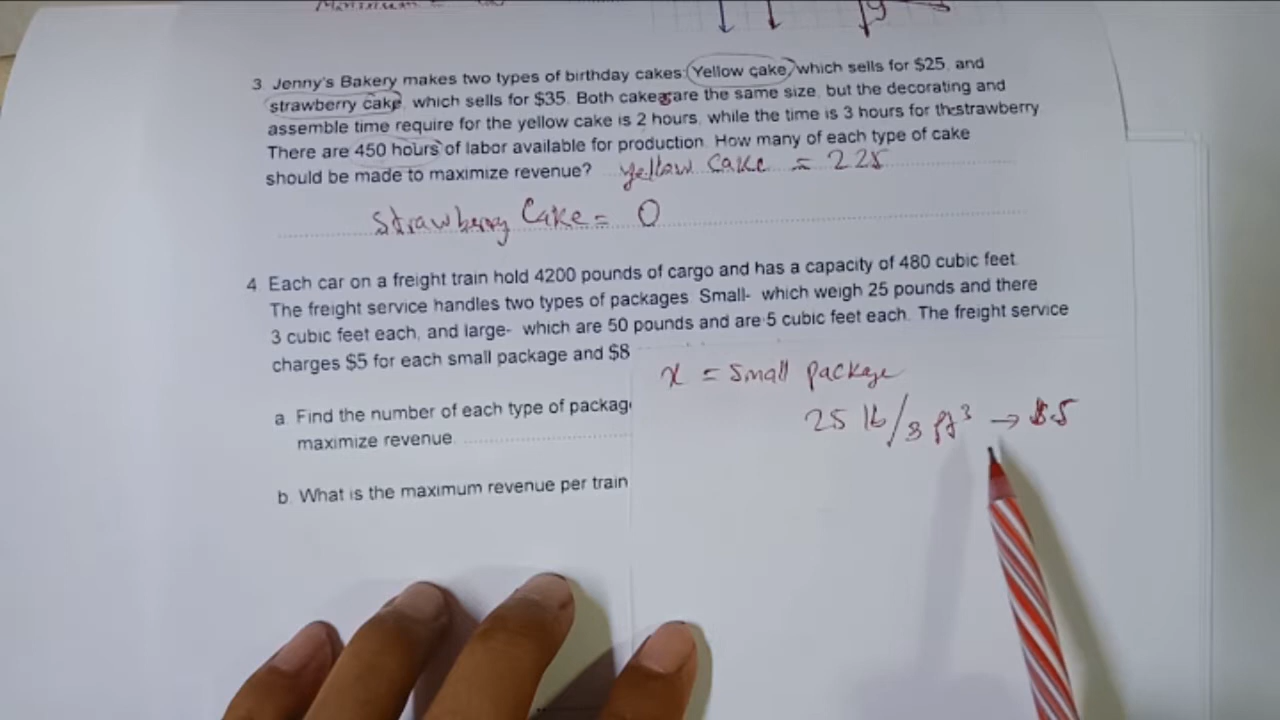 3 Jenny's Bakery makes two types of birthday cakes: Yellow cake, which sells for $25, and
strawberry cake, which sells for $35. Both cakes are the same size, but the decorating and
assemble time require for the yellow cake is 2 hours, while the time is 3 hours for the strawberry
There are 450 hours of labor available for production. How many of each type of cake
should be made to maximize revenue? yellow cake = 225
Strawberry Cake = 0
4 Each car on a freight train hold 4200 pounds of cargo and has a capacity of 480 cubic feet.
The freight service handles two types of packages Small- which weigh 25 pounds and there
3 cubic feet each, and large- which are 50 pounds and are 5 cubic feet each. The freight service
charges $5 for each small package and $8
x = Small package
a. Find the number of each type of packag
25 lb/3 ft³ → $5
maximize revenue.
b. What is the maximum revenue per train